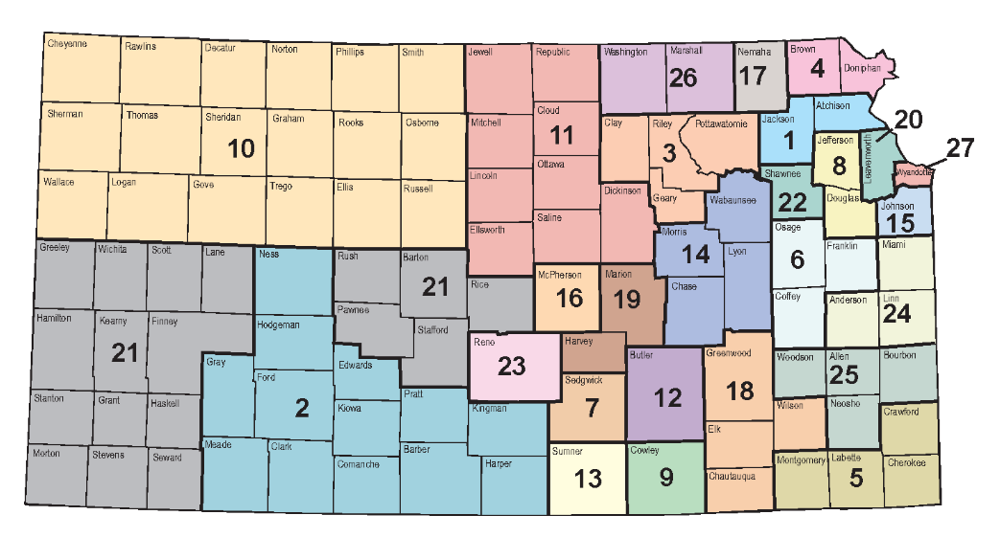 Cheyenne
Rawlins
Decatur
Norton
Phillips
Smith
Jewell
Republic
Washington
Marshall
26
Nemaha
17
Brown
4
Doniphan
Sherman
Thomas
Sheridan
10
Graham
Rooks
Osborne
Mitchell
Cloud
11
Clay
Riley
3
Pottawatomie
Jackson
1
Atchison
Jefferson
8
Leavenworth
20
27
Wyandotte
Wallace
Logan
Gove
Trego
Ellis
Russell
Lincoln
Ottawa
Dickinson
Geary
Wabaunsee
Shawnee
22
Douglas
Johnson
15
Ellsworth
Saline
Morris
14
Lyon
Osage
6
Franklin
Miami
Greeley
Wichita
Scott
Lane
Ness
Rush
Barton
21
Rice
McPherson
16
Marion
19
Chase
Coffey
Anderson
Linn
24
Hamilton
Kearny
21
Finney
Hodgeman
Pawnee
Stafford
Reno
23
Harvey
Butler
12
Greenwood
18
Woodson
Allen
25
Bourbon
Gray
Ford
2
Edwards
Kiowa
Pratt
Kingman
Sedgwick
7
Wilson
Neosho
Crawford
Stanton
Grant
Haskell
Elk
Morton
Stevens
Seward
Meade
Clark
Comanche
Barber
Harper
Sumner
13
Cowley
9
Chautauqua
Montgomery
Labette
5
Cherokee